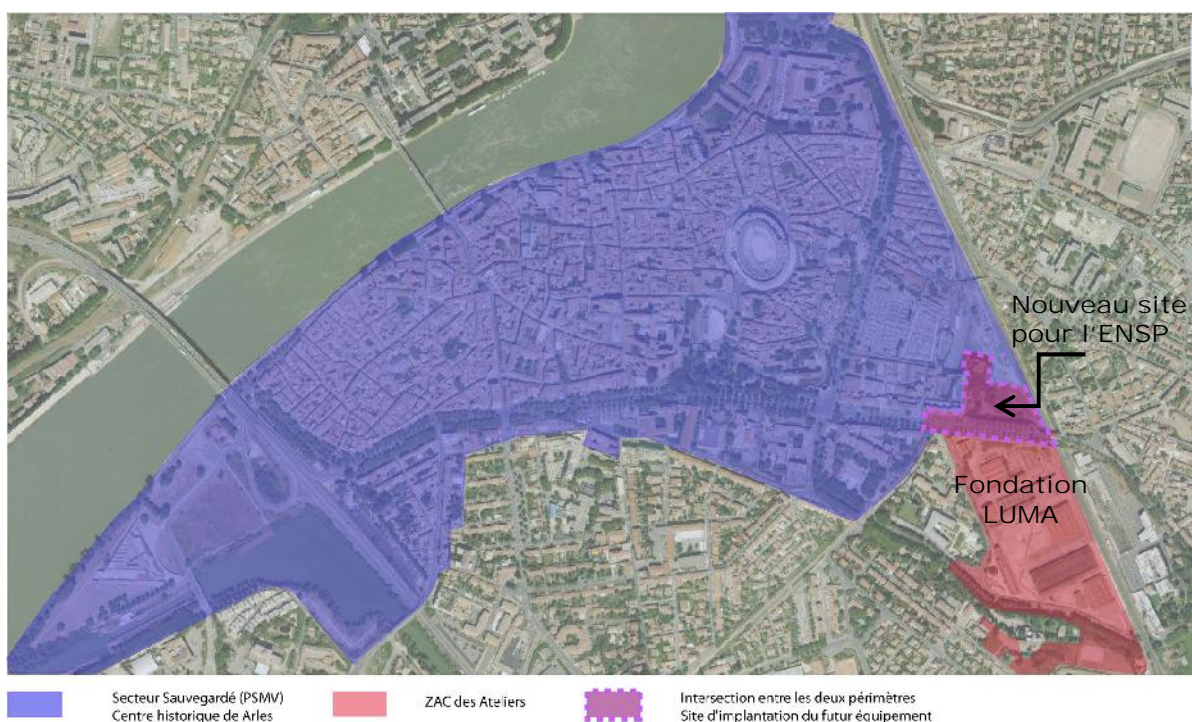 Nouveau site
pour l'ENSP
Fondation
LUMA
Secteur Sauvegardé (PSMV)
Centre historique de Arles
ZAC des Ateliers
Intersection entre les deux périmètres
Site d'implantation du futur équipement